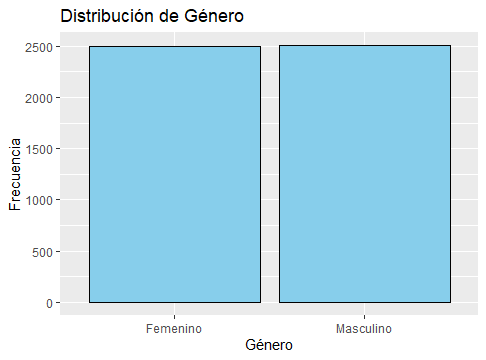 Distribución de Género
Frecuencia
2500
2000
1500
1000
500
0
Femenino
Masculino
Género